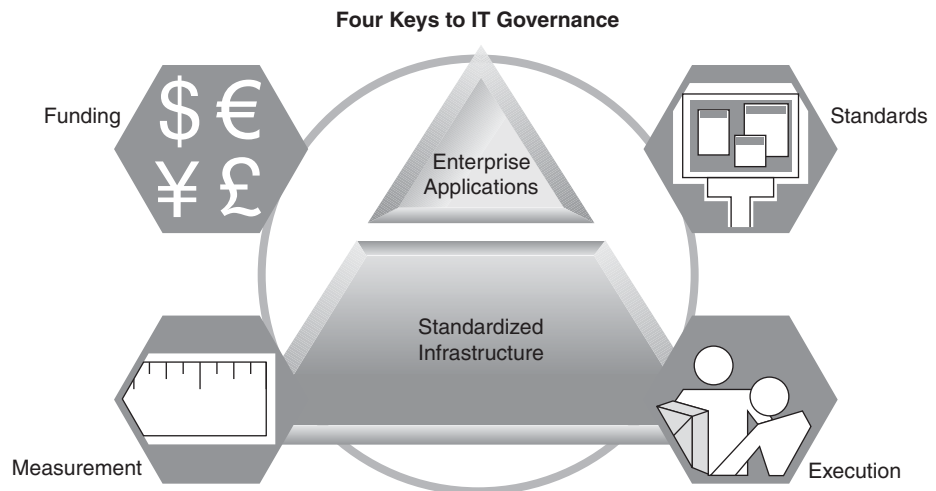 Four Keys to IT Governance
Funding
$ €
¥ £
Standards
Enterprise
Applications
Standardized
Infrastructure
Measurement
Execution